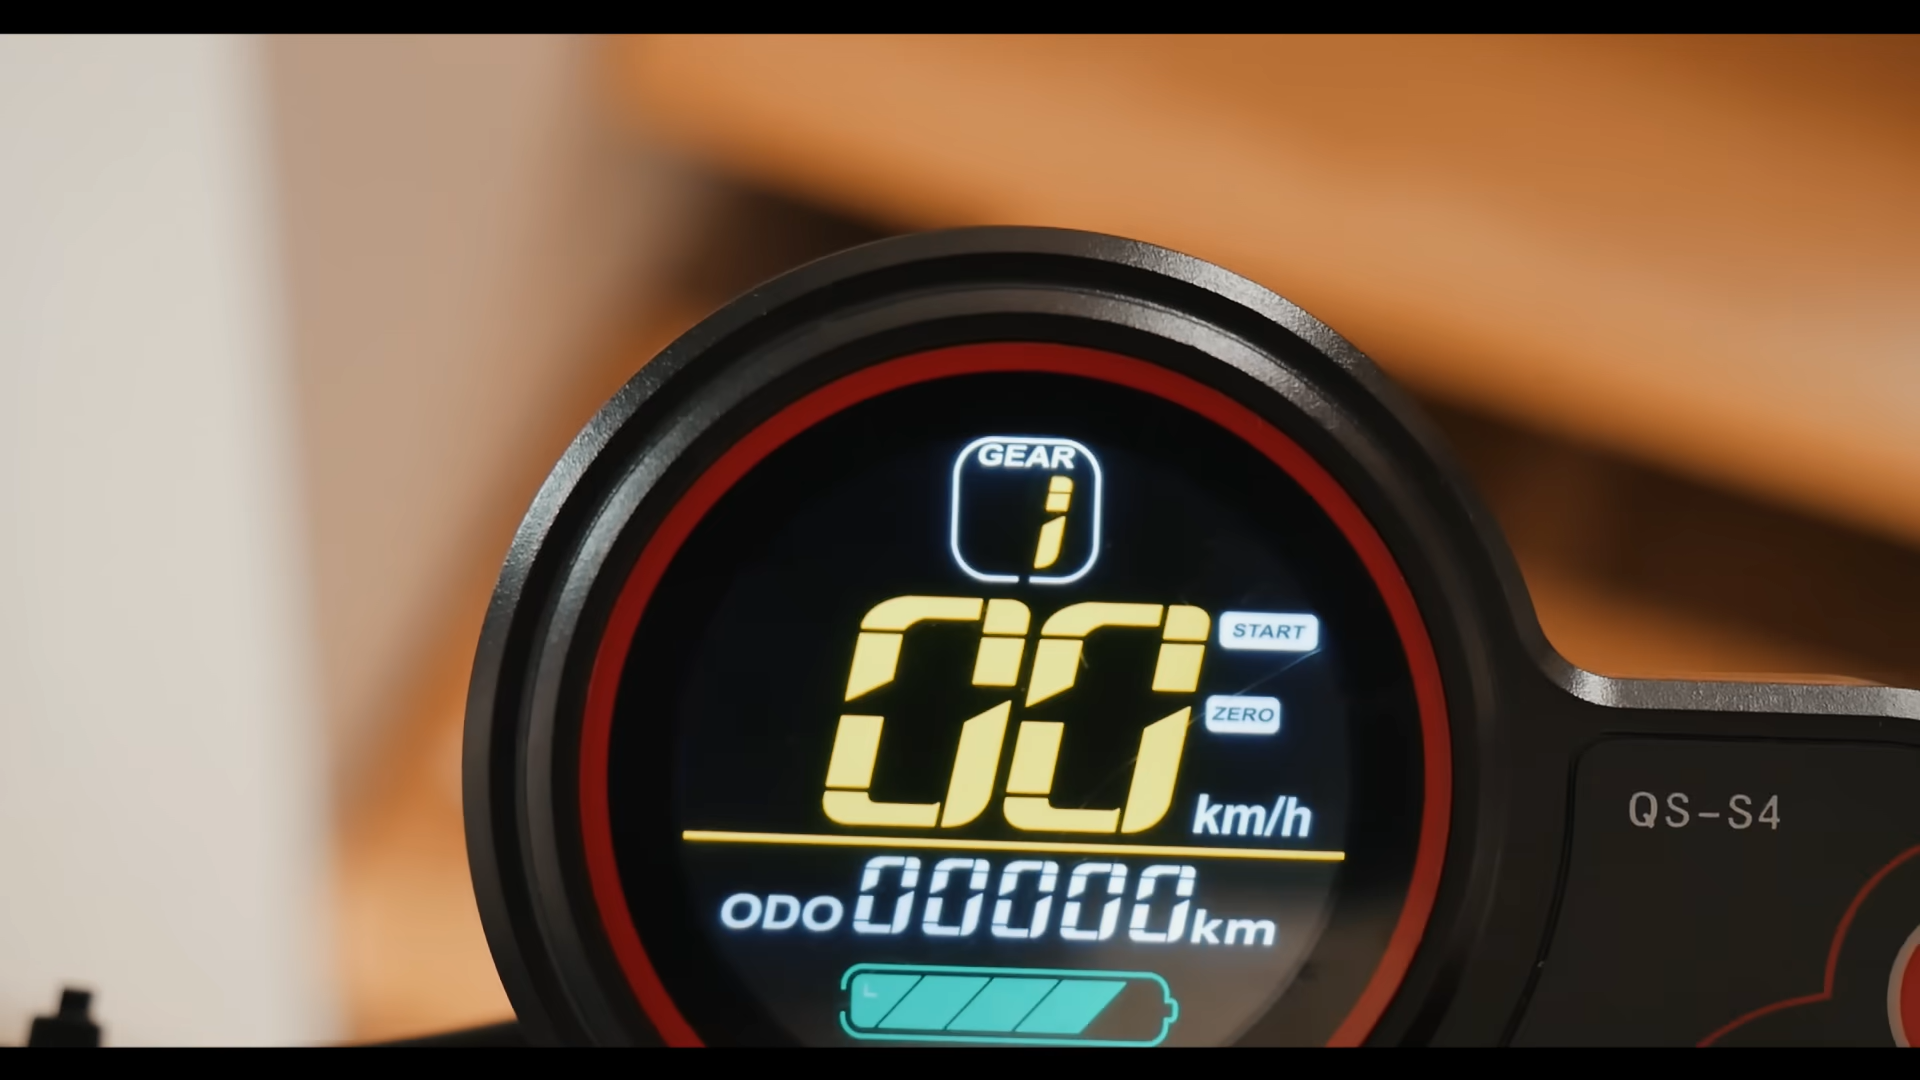 GEAR
1
00 km/h
START
ZERO
QS-S4
ODO 00000 km
L